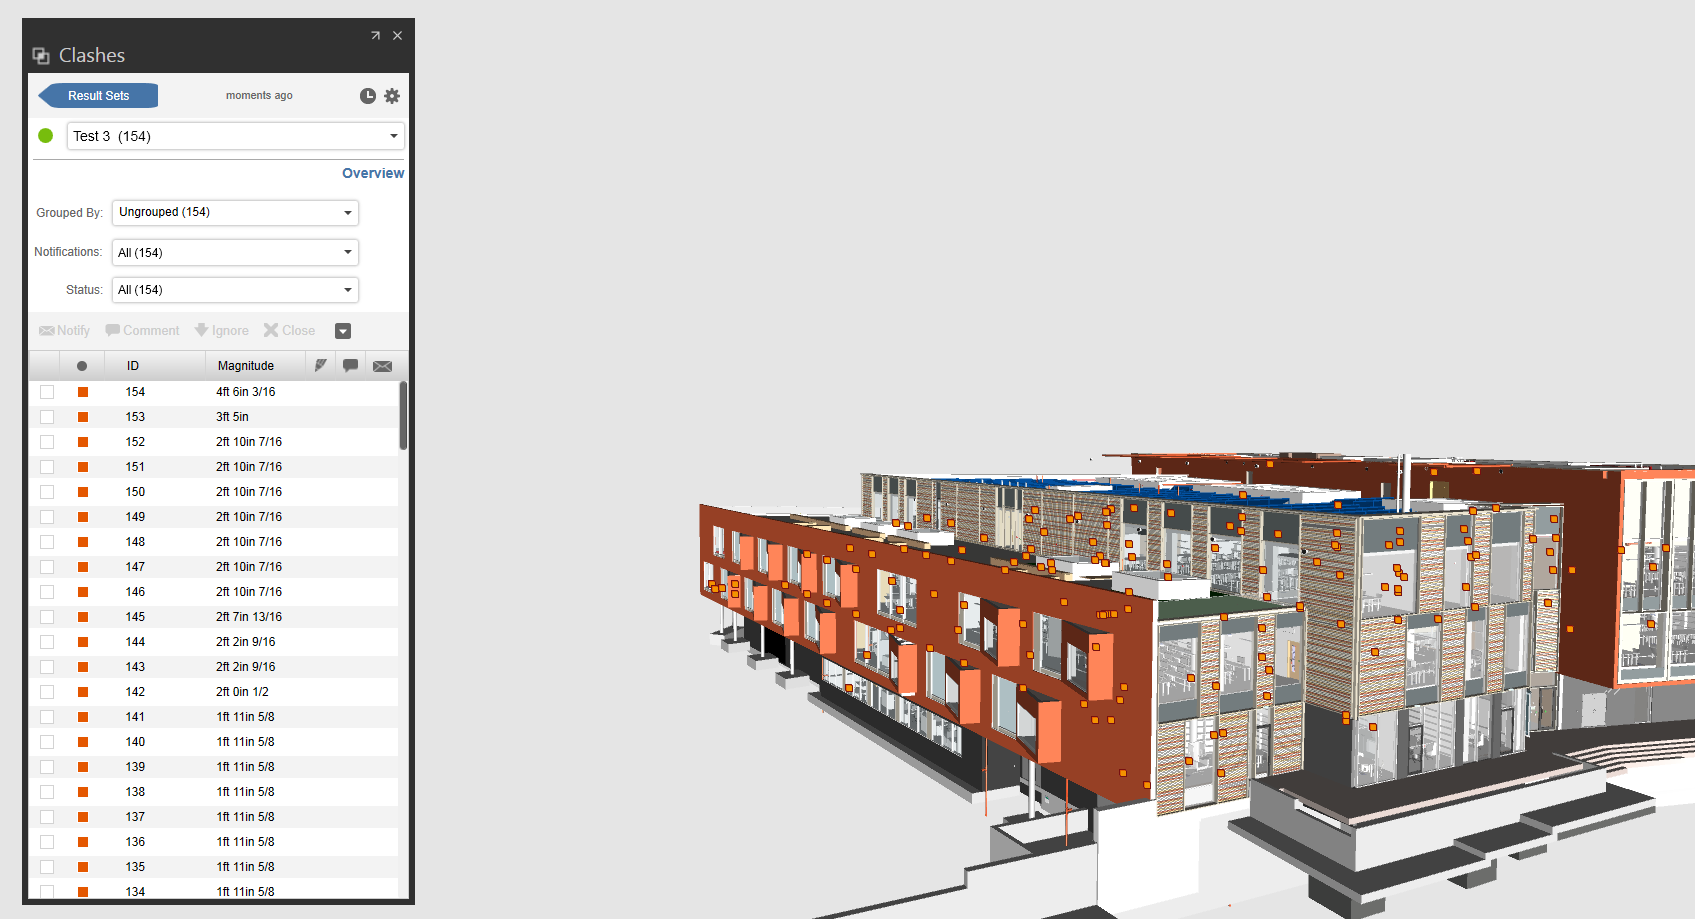 Clashes
Result Sets
moments ago
Test 3 (154)
Overview
Grouped By: Ungrouped (154)
Notifications: All (154)
Status: All (154)
Notify Comment Ignore Close
ID Magnitude
154 4ft 6in 3/16
153 3ft 5in
152 2ft 10in 7/16
151 2ft 10in 7/16
150 2ft 10in 7/16
149 2ft 10in 7/16
148 2ft 10in 7/16
147 2ft 10in 7/16
146 2ft 10in 7/16
145 2ft 7in 13/16
144 2ft 2in 9/16
143 2ft 2in 9/16
142 2ft 0in 1/2
141 1ft 11in 5/8
140 1ft 11in 5/8
139 1ft 11in 5/8
138 1ft 11in 5/8
137 1ft 11in 5/8
136 1ft 11in 5/8
135 1ft 11in 5/8
134 1ft 11in 5/8